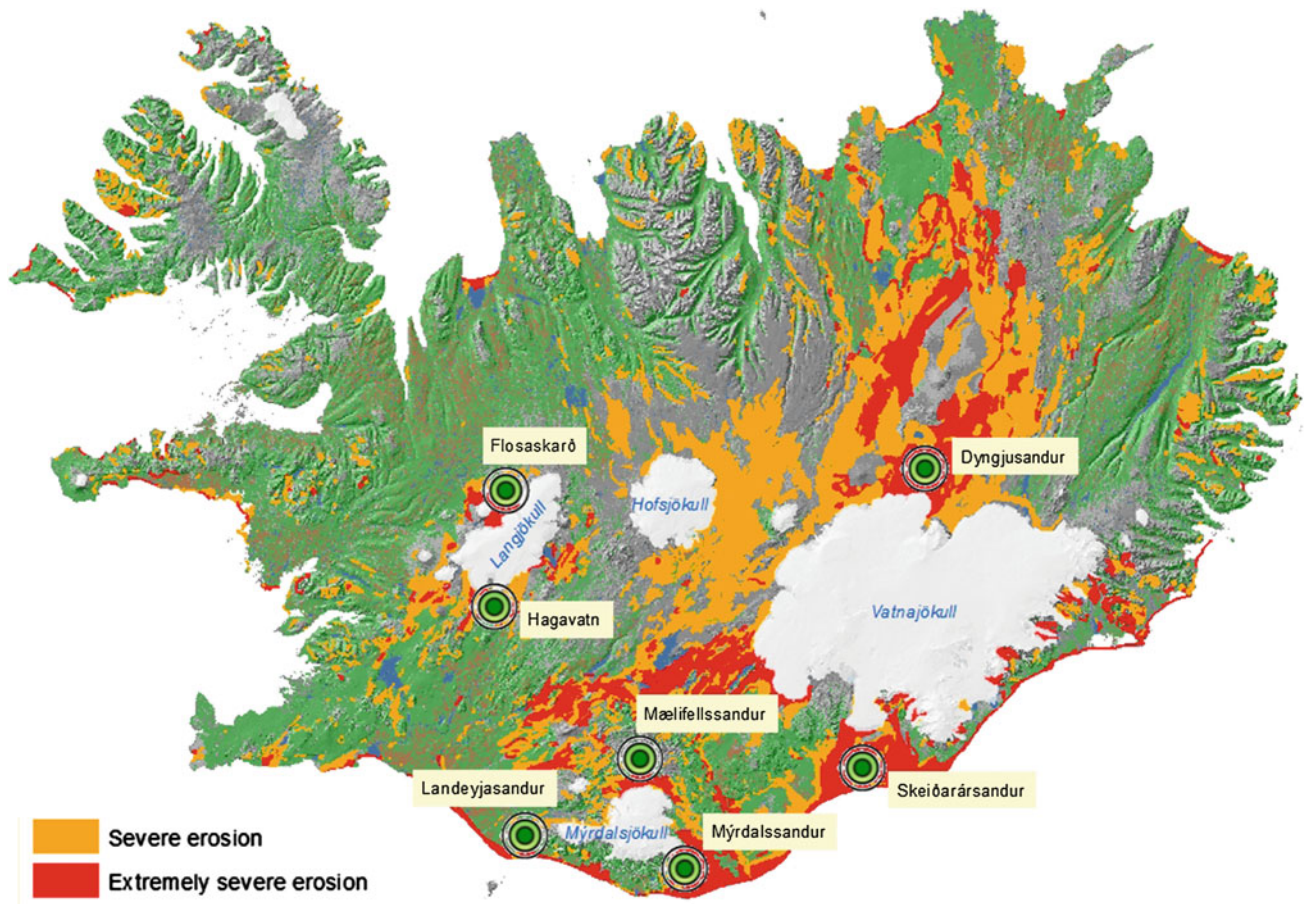 Flosaskarð
Dyngjusandur
Langjökull
Hofsjökull
Hagavatn
Vatnajökull
Mælifellssandur
Landeyjasandur
Skeiðarársandur
Mýrdalsjökull
Mýrdalssandur
Severe erosion
Extremely severe erosion